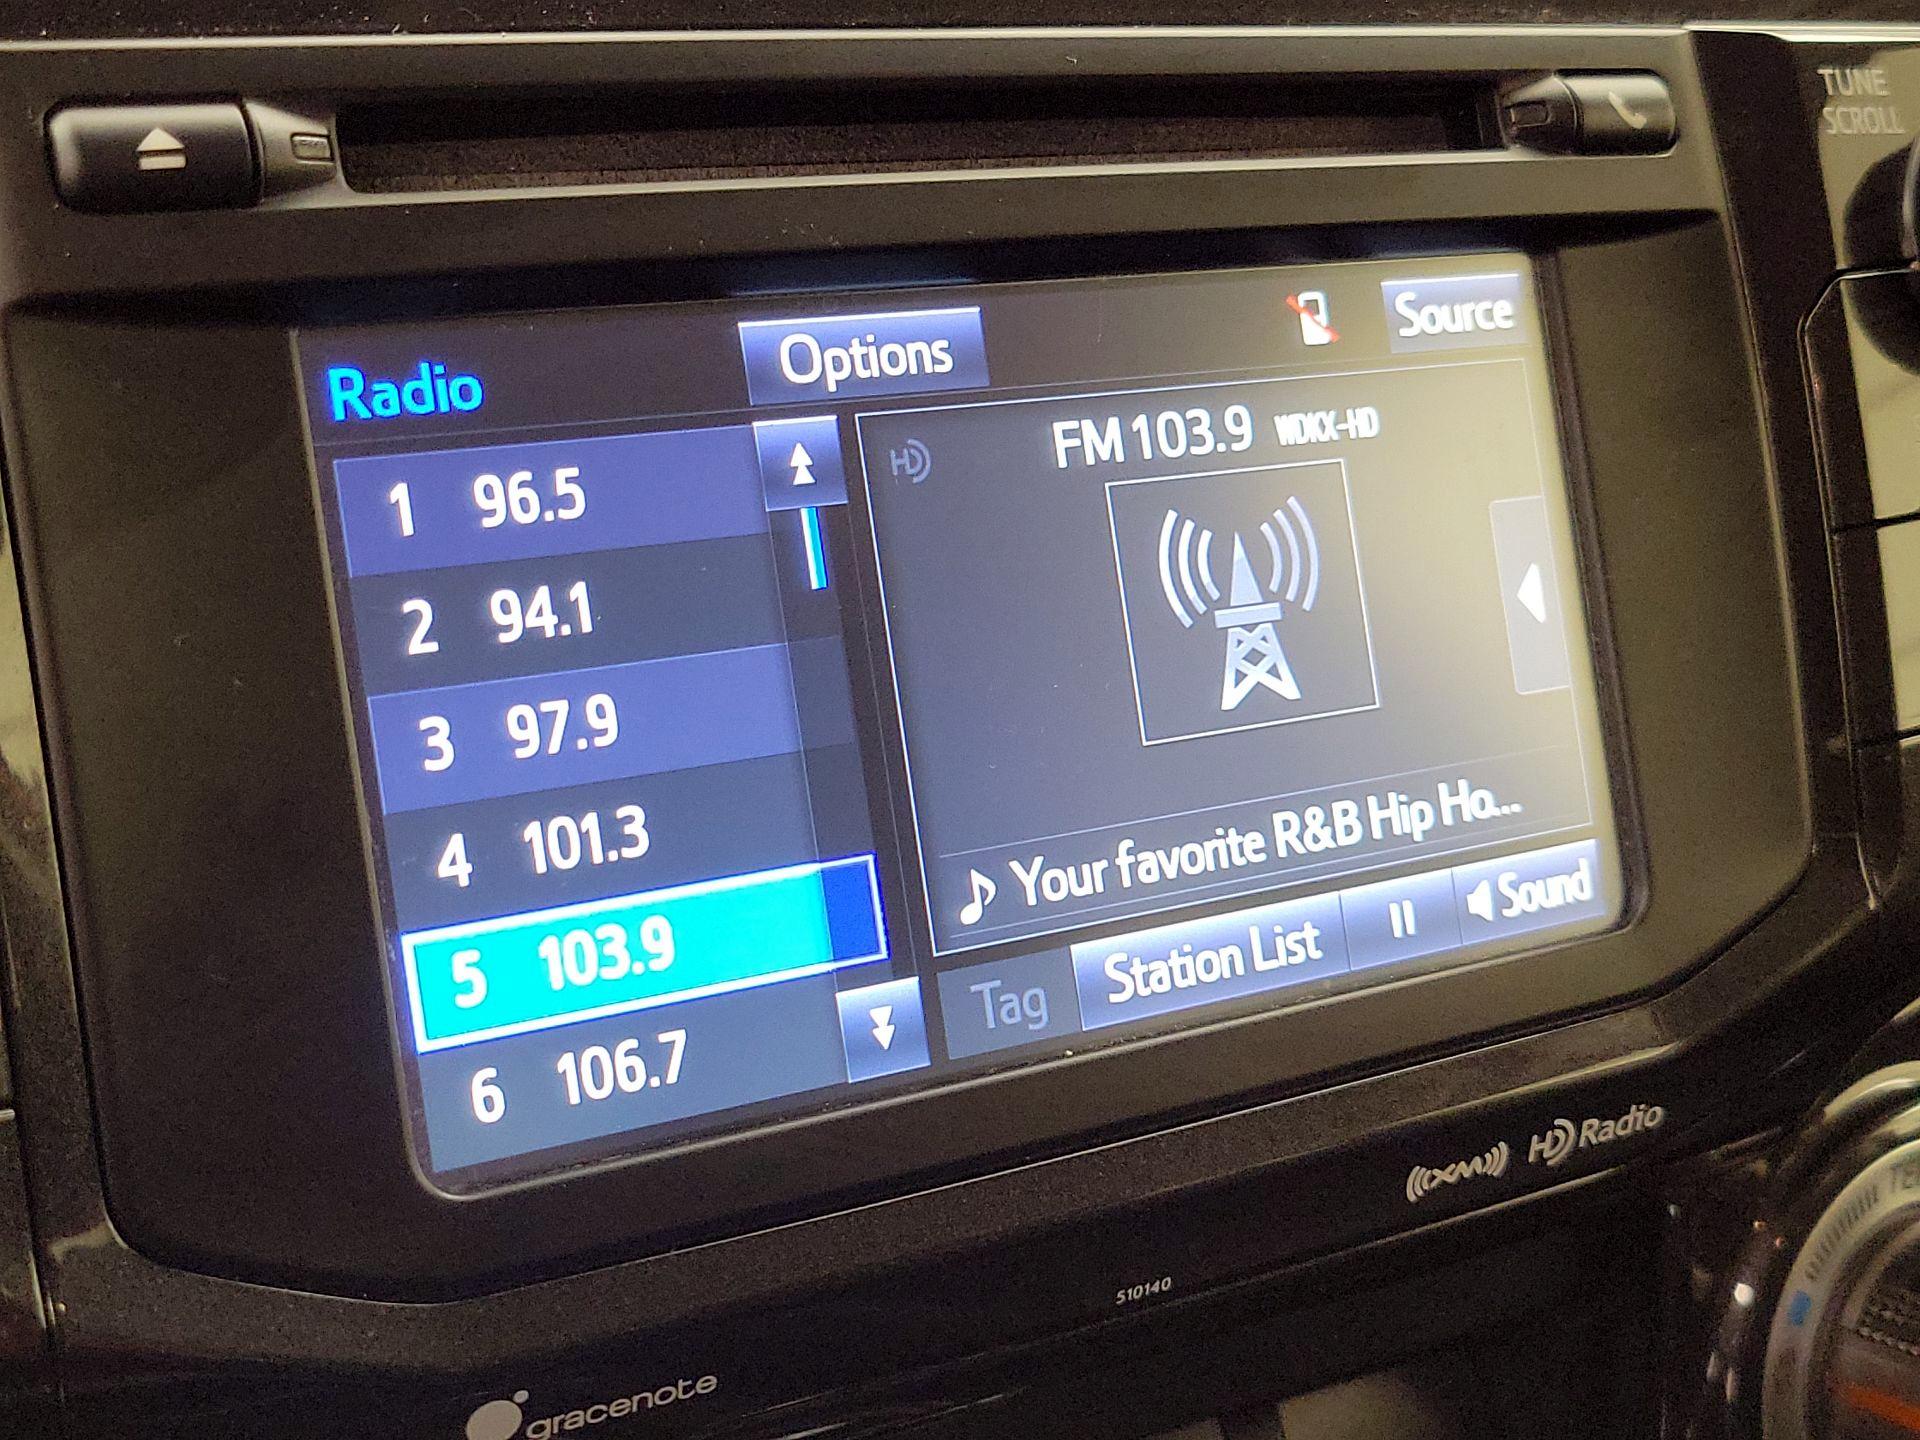 TUNE
SCROLL
Radio
Options
Source
1 96.5
2 94.1
3 97.9
4 101.3
5 103.9
6 106.7
HD
FM 103.9 WDKX-HD
Your favorite R&B Hip Ho...
Tag
Station List
Sound
((XM)) HD Radio
510140
gracenote